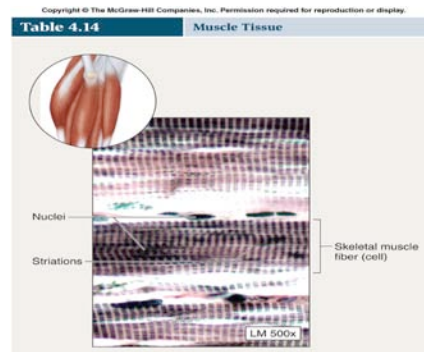 Copyright © The McGraw-Hill Companies, Inc. Permission required for reproduction or display.
Table 4.14 Muscle Tissue
Nuclei
Striations
Skeletal muscle
fiber (cell)
LM 500x